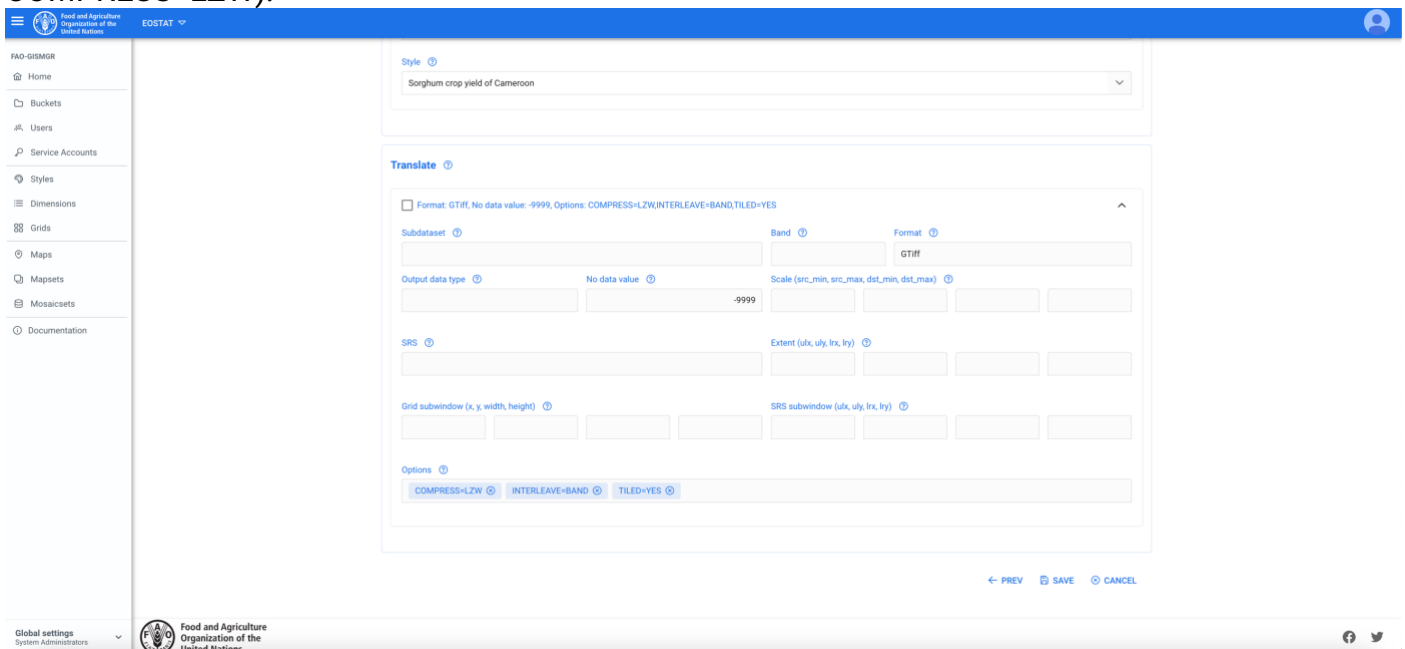 COMPRESS=LZW).
Food and Agriculture
Organization of the
United Nations
EOSTAT
FAO-GISMGR
Home
Buckets
Users
Service Accounts
Styles
Dimensions
Grids
Maps
Mapsets
Mosaicsets
Documentation
Global settings
System Administrators
Style
Sorghum crop yield of Cameroon
Translate
Format: GTiff, No data value: -9999, Options: COMPRESS=LZW,INTERLEAVE=BAND,TILED=YES
Subdataset Band Format
GTiff
Output data type No data value Scale (src_min, src_max, dst_min, dst_max)
-9999
SRS Extent (ulx, uly, lrx, lry)
Grid subwindow (x, y, width, height) SRS subwindow (ulx, uly, lrx, lry)
Options
COMPRESS=LZW INTERLEAVE=BAND TILED=YES
PREV SAVE CANCEL
Food and Agriculture
Organization of the
United Nations